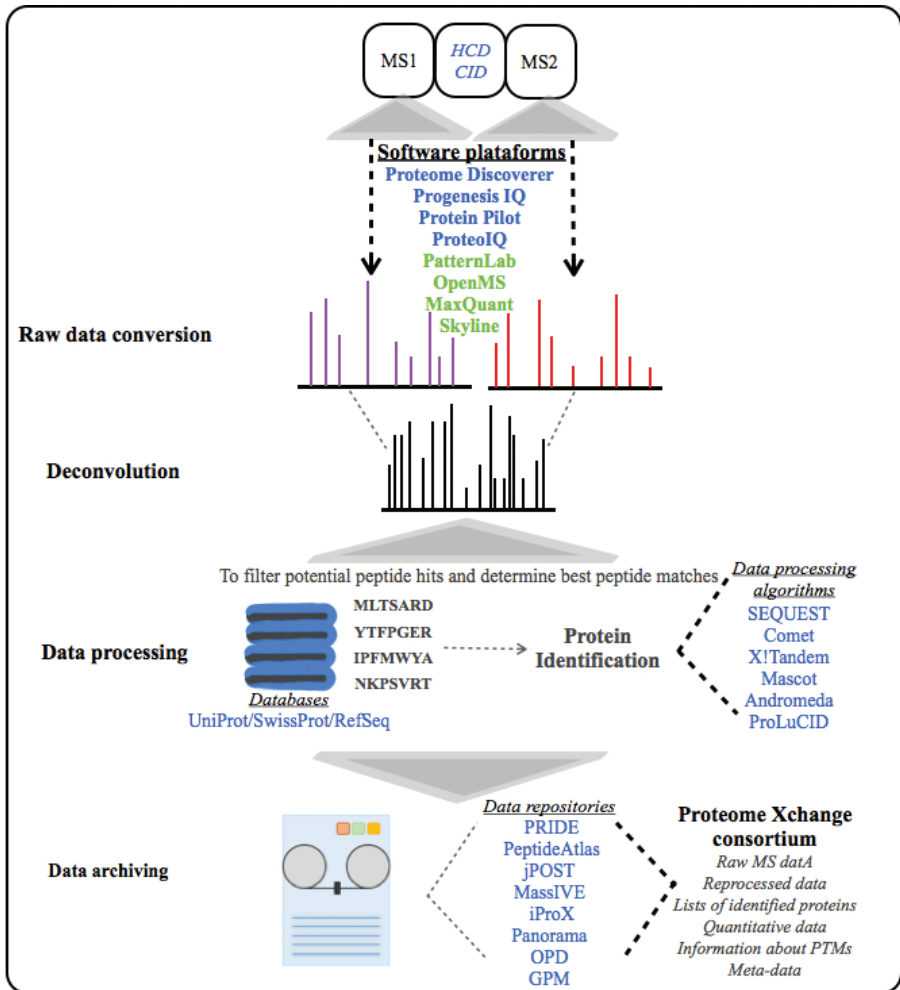 MS1
HCD
CID
MS2
Software plataforms
Proteome Discoverer
Progenesis IQ
Protein Pilot
ProteoIQ
PatternLab
OpenMS
MaxQuant
Skyline
Raw data conversion
Deconvolution
To filter potential peptide hits and determine best peptide matches
Data processing
MLTSARD
YTFPGER
IPFMWYA
NKPSVRT
Databases
UniProt/SwissProt/RefSeq
Protein
Identification
Data processing
algorithms
SEQUEST
Comet
X!Tandem
Mascot
Andromeda
ProLuCID
Data archiving
Data repositories
PRIDE
PeptideAtlas
jPOST
MassIVE
iProX
Panorama
OPD
GPM
Proteome Xchange
consortium
Raw MS datA
Reprocessed data
Lists of identified proteins
Quantitative data
Information about PTMs
Meta-data